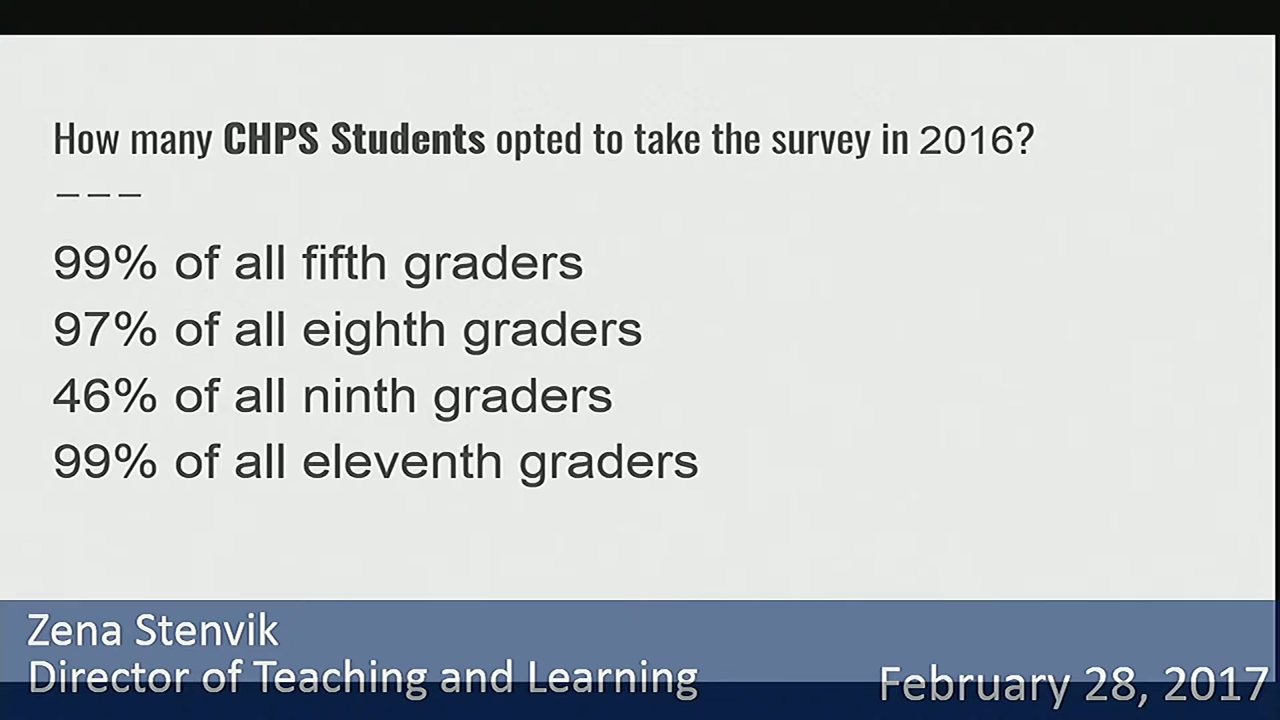 How many CHPS Students opted to take the survey in 2016?
---
99% of all fifth graders
97% of all eighth graders
46% of all ninth graders
99% of all eleventh graders
Zena Stenvik
Director of Teaching and Learning
February 28, 2017